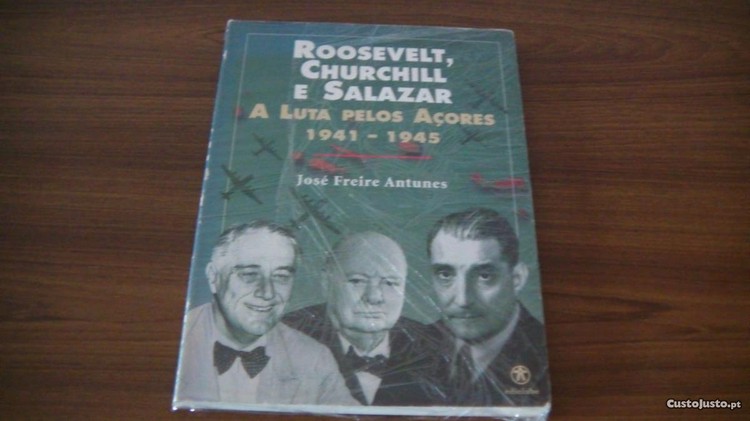 ROOSEVELT,
CHURCHILL
E SALAZAR
A LUTA PELOS AÇORES
1941 - 1945
José Freire Antunes
CUSTOJUSTO.pt